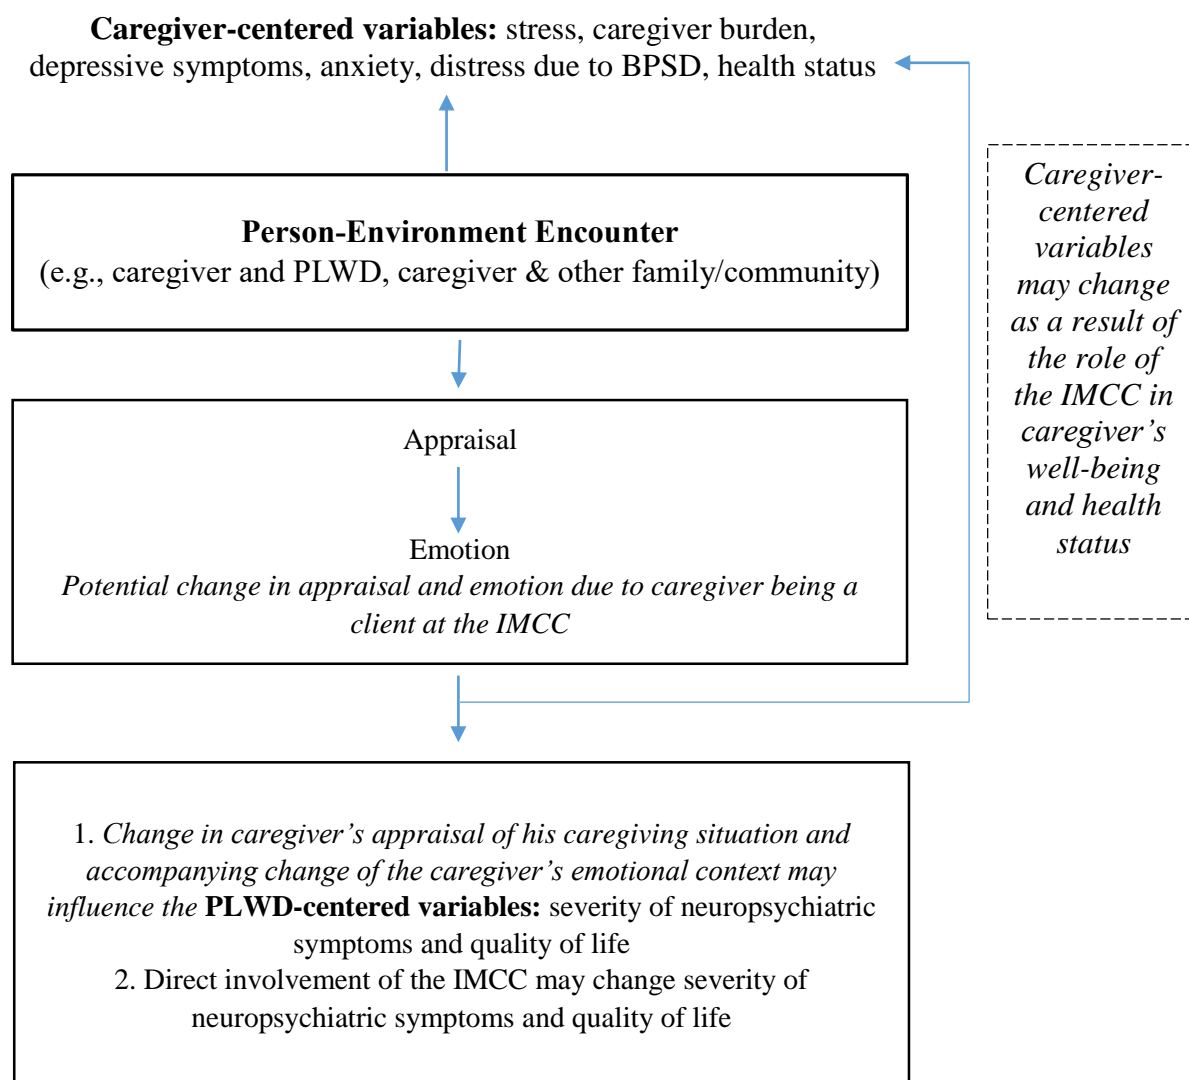 Caregiver-centered variables: stress, caregiver burden,
depressive symptoms, anxiety, distress due to BPSD, health status
Person-Environment Encounter
(e.g., caregiver and PLWD, caregiver & other family/community)
Appraisal
Emotion
Potential change in appraisal and emotion due to caregiver being a
client at the IMCC
1. Change in caregiver’s appraisal of his caregiving situation and
accompanying change of the caregiver’s emotional context may
influence the PLWD-centered variables: severity of neuropsychiatric
symptoms and quality of life
2. Direct involvement of the IMCC may change severity of
neuropsychiatric symptoms and quality of life
Caregiver-
centered
variables
may change
as a result of
the role of
the IMCC in
caregiver’s
well-being
and health
status